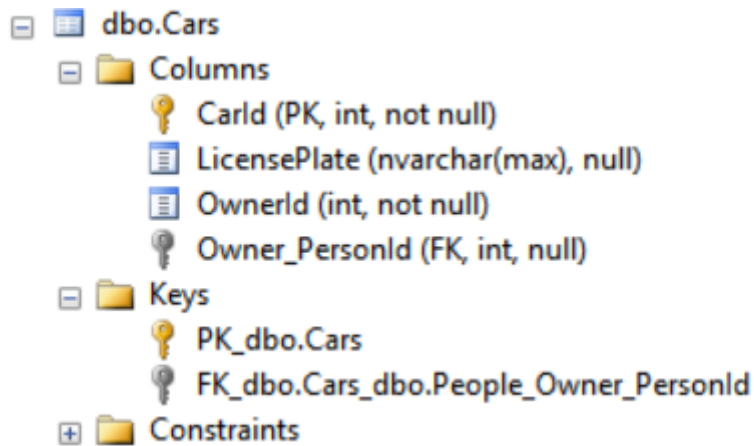 dbo.Cars
Columns
CarId (PK, int, not null)
LicensePlate (nvarchar(max), null)
OwnerId (int, not null)
Owner_PersonId (FK, int, null)
Keys
PK_dbo.Cars
FK_dbo.Cars_dbo.People_Owner_PersonId
Constraints